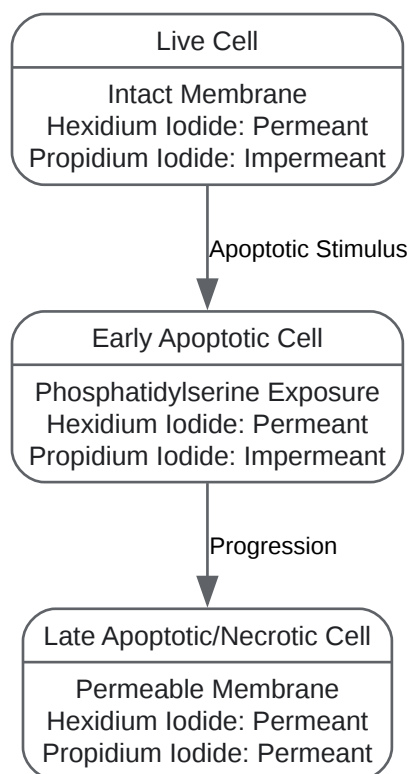 Live Cell
Intact Membrane
Hexidium Iodide: Permeant
Propidium Iodide: Impermeant
Apoptotic Stimulus
Early Apoptotic Cell
Phosphatidylserine Exposure
Hexidium Iodide: Permeant
Propidium Iodide: Impermeant
Progression
Late Apoptotic/Necrotic Cell
Permeable Membrane
Hexidium Iodide: Permeant
Propidium Iodide: Permeant